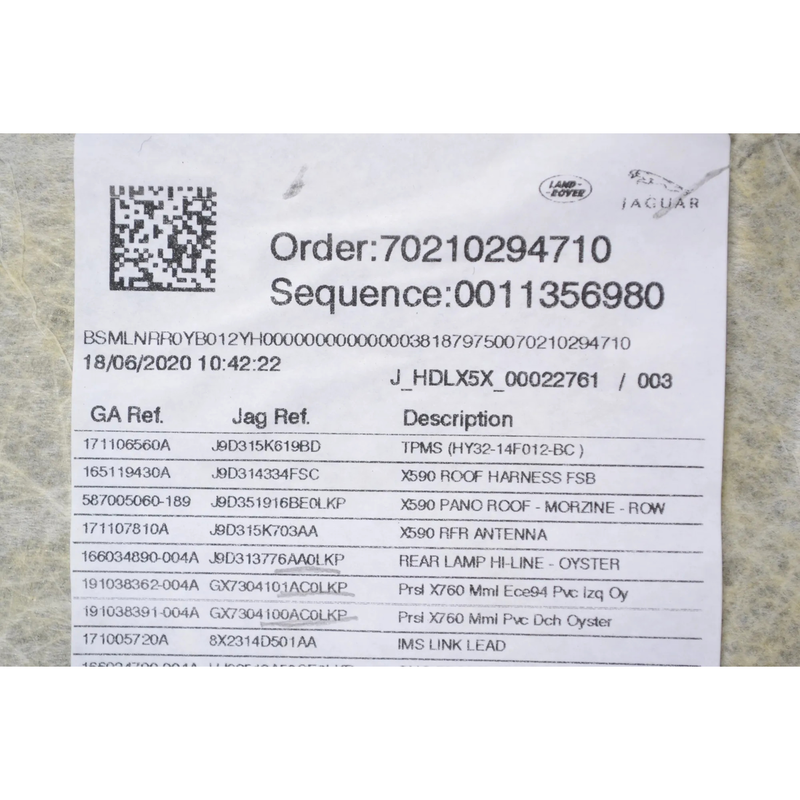 LAND-
-ROVER
JAGUAR
Order:70210294710
Sequence:0011356980
BSMLNRR0YB012YH00000000000000381879750070210294710
18/06/2020 10:42:22
J_HDLX5X_00022761 / 003
GA Ref. Jag Ref. Description
171106560A J9D315K619BD TPMS (HY32-14F012-BC )
165119430A J9D314334FSC X590 ROOF HARNESS FSB
587005060-189 J9D351916BE0LKP X590 PANO ROOF - MORZINE - ROW
171107810A J9D315K703AA X590 RFR ANTENNA
166034890-004A J9D313776AA0LKP REAR LAMP HI-LINE - OYSTER
191038362-004A GX7304101AC0LKP Prsl X760 Mml Ece94 Pvc Izq Oy
191038391-004A GX7304100AC0LKP Prsl X760 Mml Pvc Dch Oyster
171005720A 8X2314D501AA IMS LINK LEAD